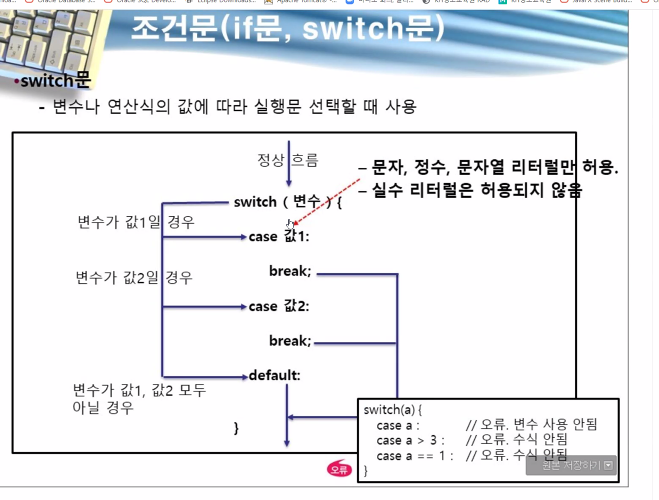 조건문(if문, switch문)
•switch문
- 변수나 연산식의 값에 따라 실행문 선택할 때 사용
정상 흐름
– 문자, 정수, 문자열 리터럴만 허용.
– 실수 리터럴은 허용되지 않음
switch ( 변수 ) {
변수가 값1일 경우
case 값1:
break;
변수가 값2일 경우
case 값2:
break;
default:
변수가 값1, 값2 모두
아닐 경우
}
오류
switch(a) {
case a : // 오류. 변수 사용 안됨
case a > 3 : // 오류. 수식 안됨
case a == 1 : // 오류. 수식 안됨
}
원본 저장하기